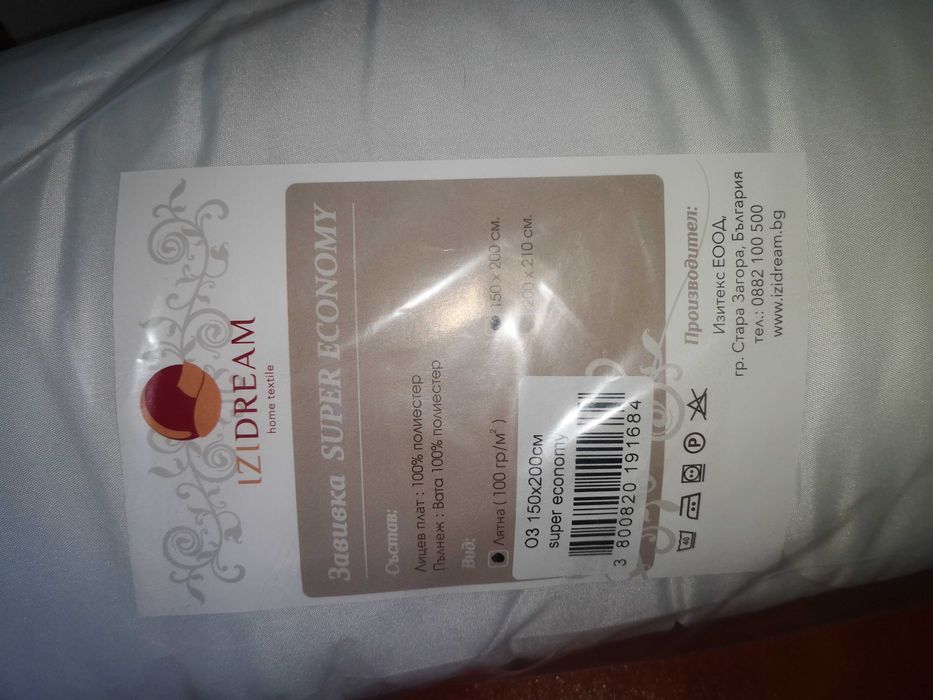 IZIDREAM
home textile
Завивка SUPER ECONOMY
Състав:
Лицев плат : 100% полиестер
Пълнеж : Вата 100% полиестер
Вид:
Лятна ( 100 гр/м² )
150 x 200 см.
200 x 210 см.
ОЗ 150x200см
super economy
3 800820 191684
40
P
Производител:
Изитекс ЕООД,
гр. Стара Загора, България
тел.: 0882 100 500
www.izidream.bg